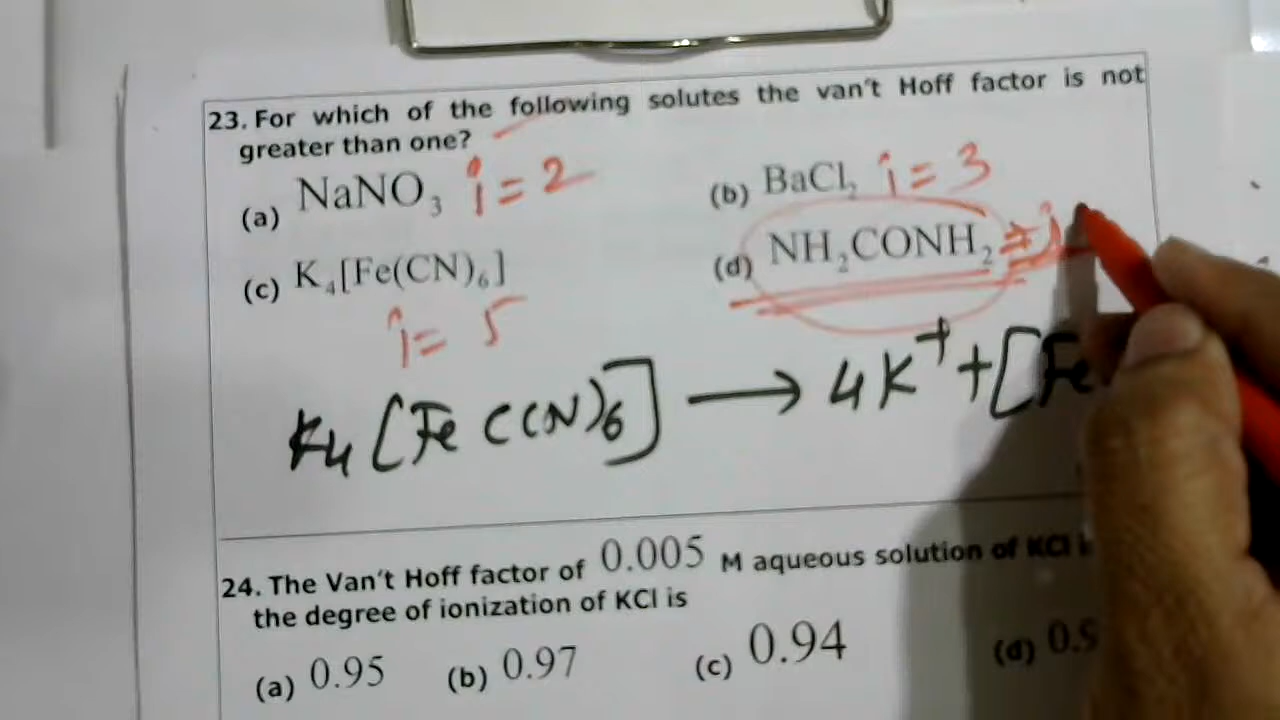 23. For which of the following solutes the van't Hoff factor is not
greater than one?
(a) NaNO₃ i = 2
(b) BaCl₂ i = 3
(c) K₄[Fe(CN)₆]
(d) NH₂CONH₂ ⇒ i
i = 5
K4 [Fe (CN)6] ⟶ 4K⁺ + [Fe
24. The Van't Hoff factor of 0.005 M aqueous solution of KCl
the degree of ionization of KCl is
(a) 0.95 (b) 0.97 (c) 0.94 (d)